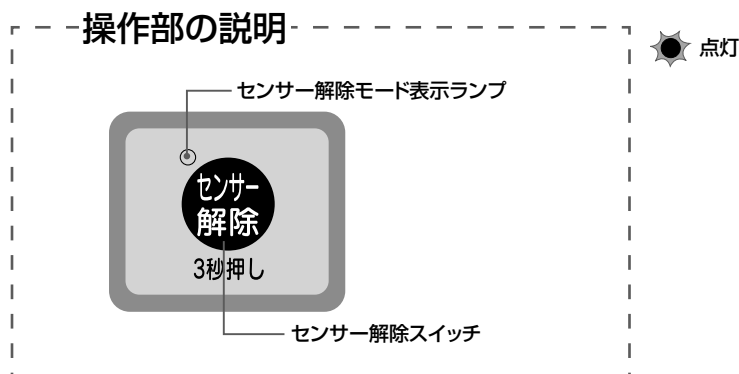 操作部の説明
点灯
センサー解除モード表示ランプ
センサー
解除
3秒押し
センサー解除スイッチ